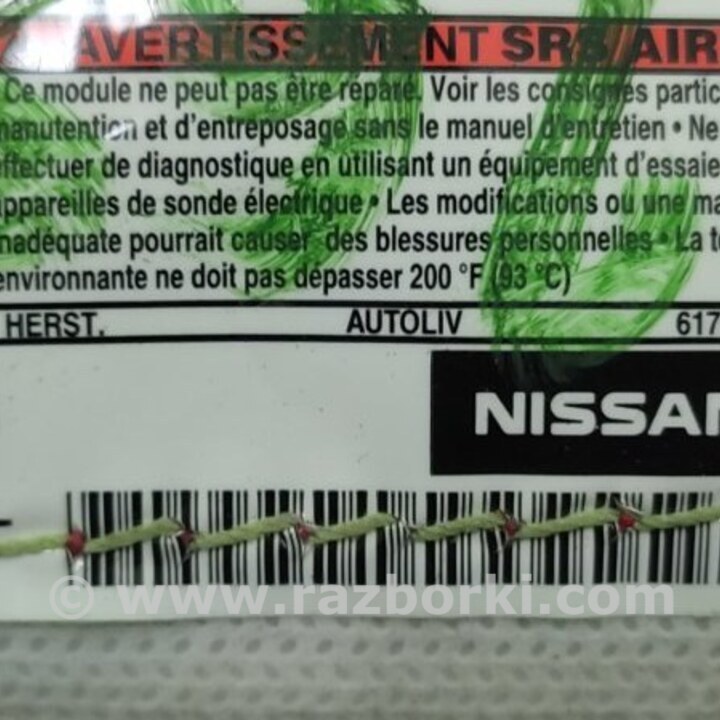 AVERTISSEMENT SRS AIR
Ce module ne peut pas être réparé. Voir les consignes partic
manutention et d'entreposage sans le manuel d'entretien • Ne
effectuer de diagnostique en utilisant un équipement d'essaie
appareilles de sonde électrique • Les modifications ou une ma
inadéquate pourrait causer des blessures personnelles • La t
environnante ne doit pas dépasser 200 °F (93 °C)
HERST. AUTOLIV 617
NISSAN
© www.razborki.com